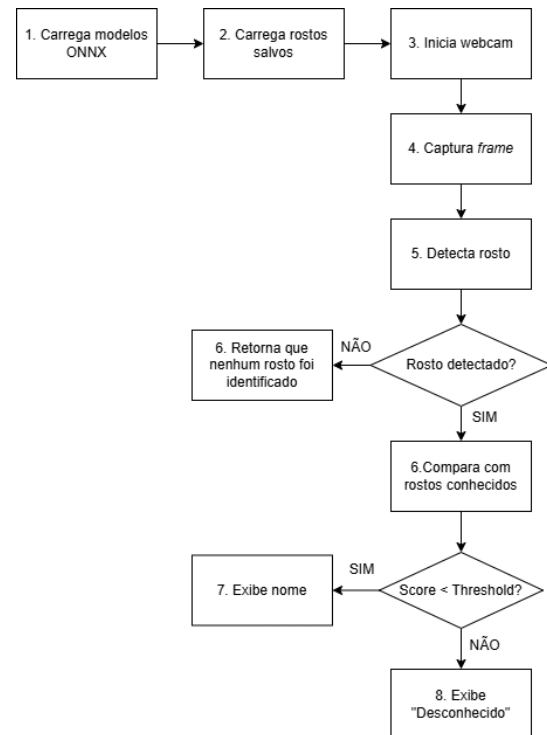 1. Carrega modelos
ONNX
2. Carrega rostos
salvos
3. Inicia webcam
4. Captura frame
5. Detecta rosto
Rosto detectado?
NÃO
6. Retorna que
nenhum rosto foi
identificado
SIM
6.Compara com
rostos conhecidos
Score < Threshold?
SIM
7. Exibe nome
NÃO
8. Exibe
"Desconhecido"